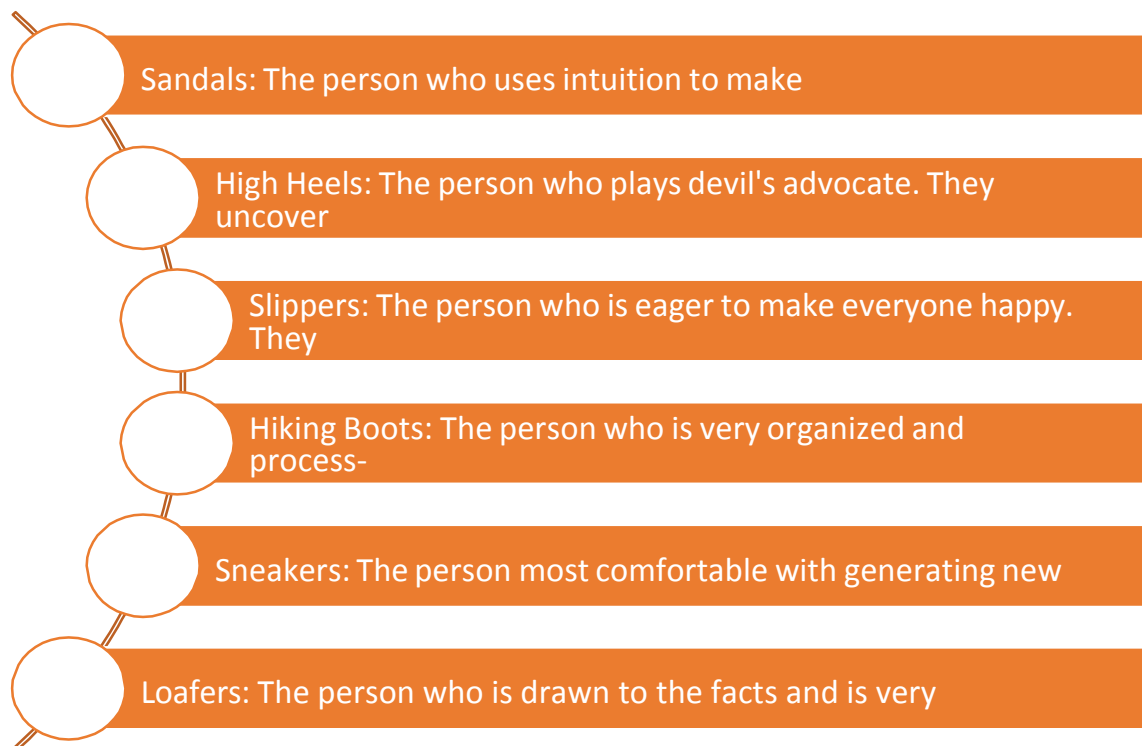 Sandals: The person who uses intuition to make
High Heels: The person who plays devil's advocate. They
uncover
Slippers: The person who is eager to make everyone happy.
They
Hiking Boots: The person who is very organized and
process-
Sneakers: The person most comfortable with generating new
Loafers: The person who is drawn to the facts and is very